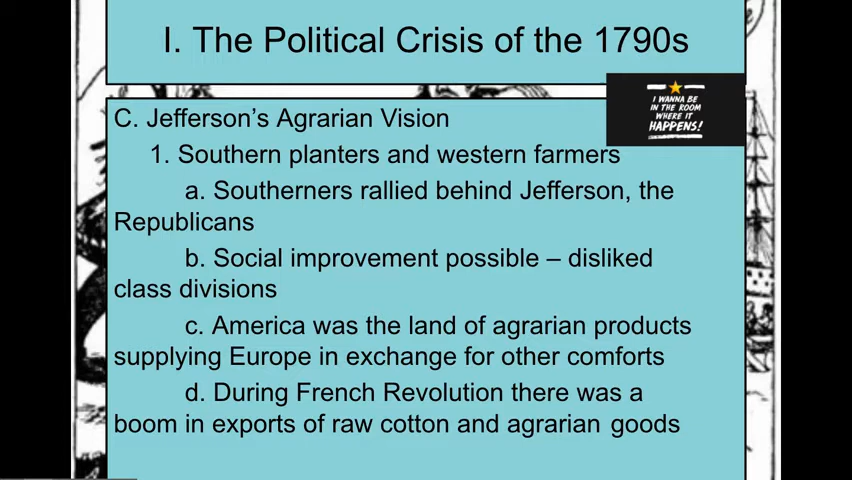 I. The Political Crisis of the 1790s
I WANNA BE
IN THE ROOM
WHERE IT
HAPPENS!
C. Jefferson's Agrarian Vision
1. Southern planters and western farmers
a. Southerners rallied behind Jefferson, the
Republicans
b. Social improvement possible – disliked
class divisions
c. America was the land of agrarian products
supplying Europe in exchange for other comforts
d. During French Revolution there was a
boom in exports of raw cotton and agrarian goods